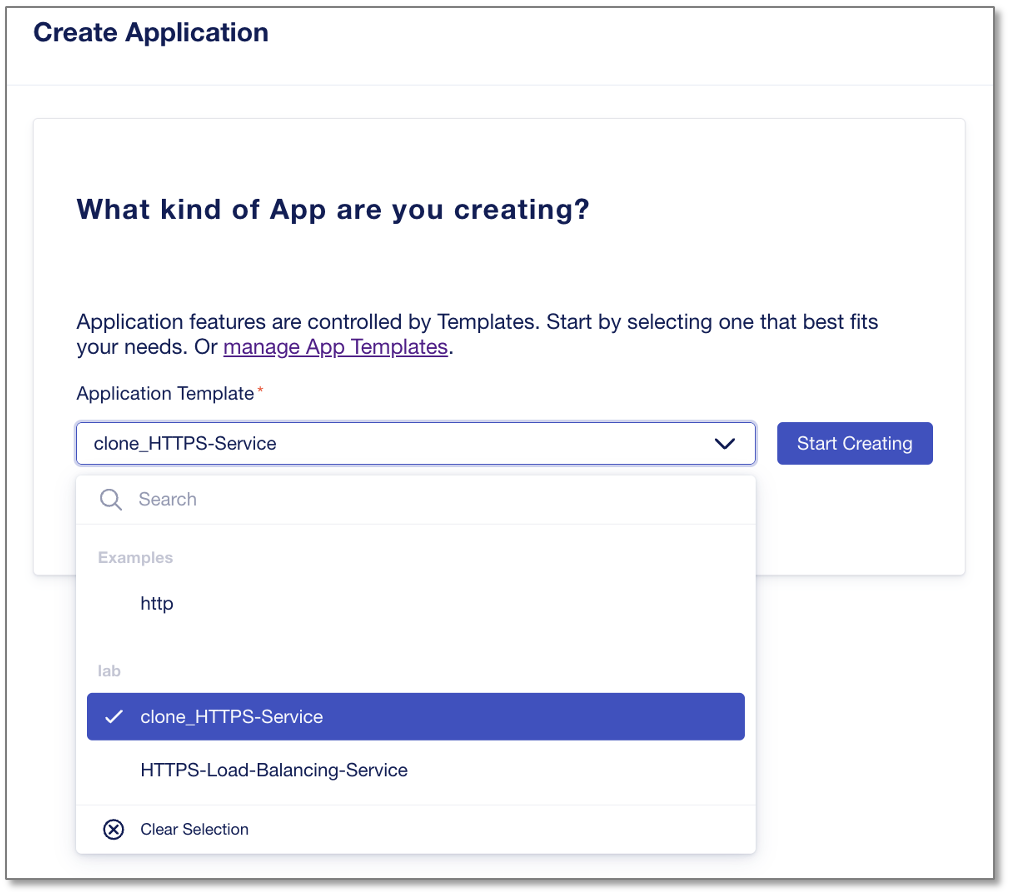 Create Application
What kind of App are you creating?
Application features are controlled by Templates. Start by selecting one that best fits
your needs. Or manage App Templates.
Application Template*
clone_HTTPS-Service
Start Creating
Search
Examples
http
lab
clone_HTTPS-Service
HTTPS-Load-Balancing-Service
Clear Selection